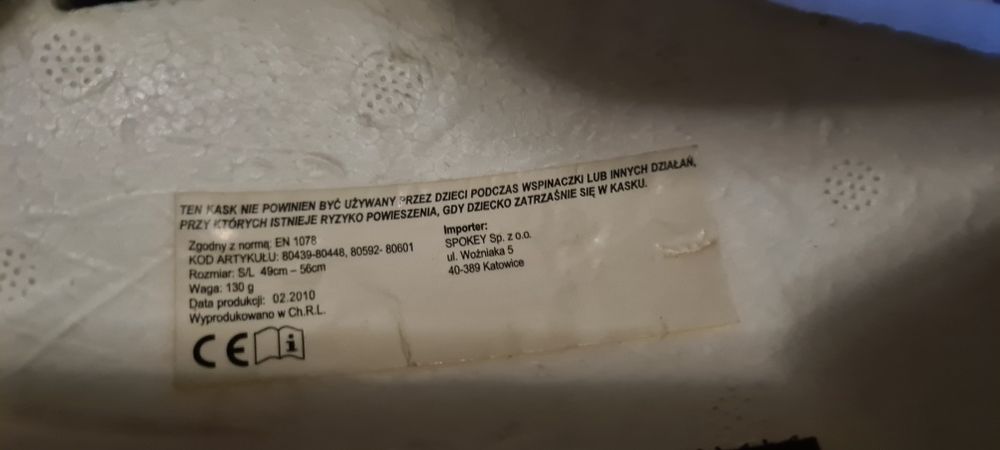 TEN KASK NIE POWINIEN BYĆ UŻYWANY PRZEZ DZIECI PODCZAS WSPINACZKI LUB INNYCH DZIAŁAŃ,
PRZY KTÓRYCH ISTNIEJE RYZYKO POWIESZENIA, GDY DZIECKO ZATRZAŚNIE SIĘ W KASKU.
Zgodny z normą: EN 1078
KOD ARTYKUŁU: 80439-80448, 80592- 80601
Rozmiar: S/L 49cm – 56cm
Waga: 130 g
Data produkcji: 02.2010
Wyprodukowano w Ch.R.L.
CE
Importer:
SPOKEY Sp. z o.o.
ul. Woźniaka 5
40-389 Katowice